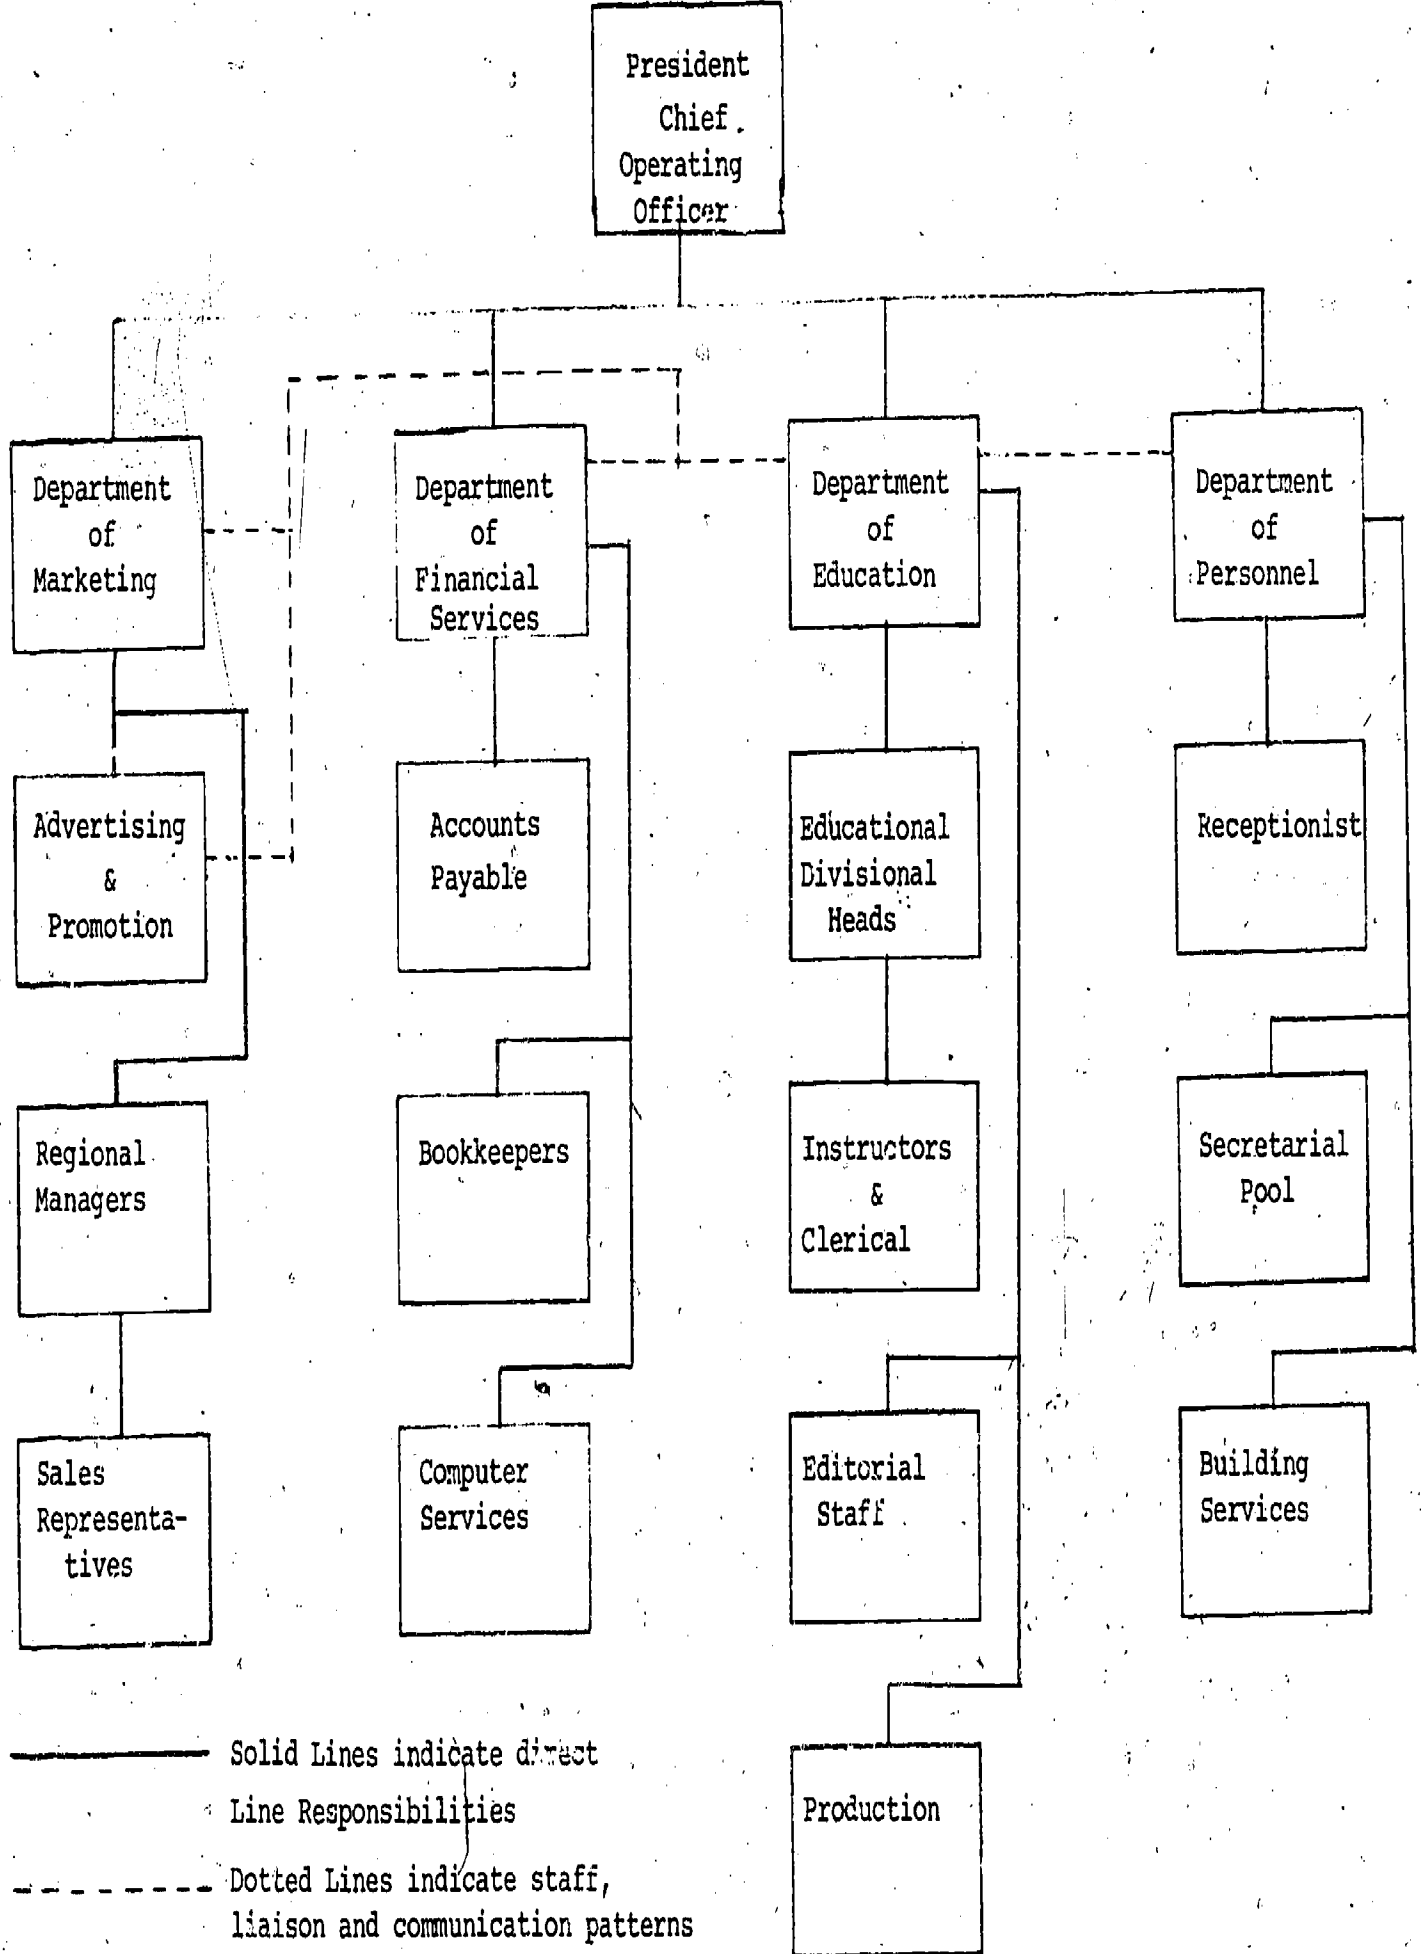 President
Chief
Operating
Officer
Department
of
Marketing
Department
of
Financial
Services
Department
of
Education
Department
of
Personnel
Advertising
&
Promotion
Accounts
Payable
Educational
Divisional
Heads
Receptionist
Regional
Managers
Bookkeepers
Instructors
&
Clerical
Secretarial
Pool
Sales
Representa-
tives
Computer
Services
Editorial
Staff
Building
Services
Production
Solid Lines indicate direct
Line Responsibilities
Dotted Lines indicate staff,
liaison and communication patterns